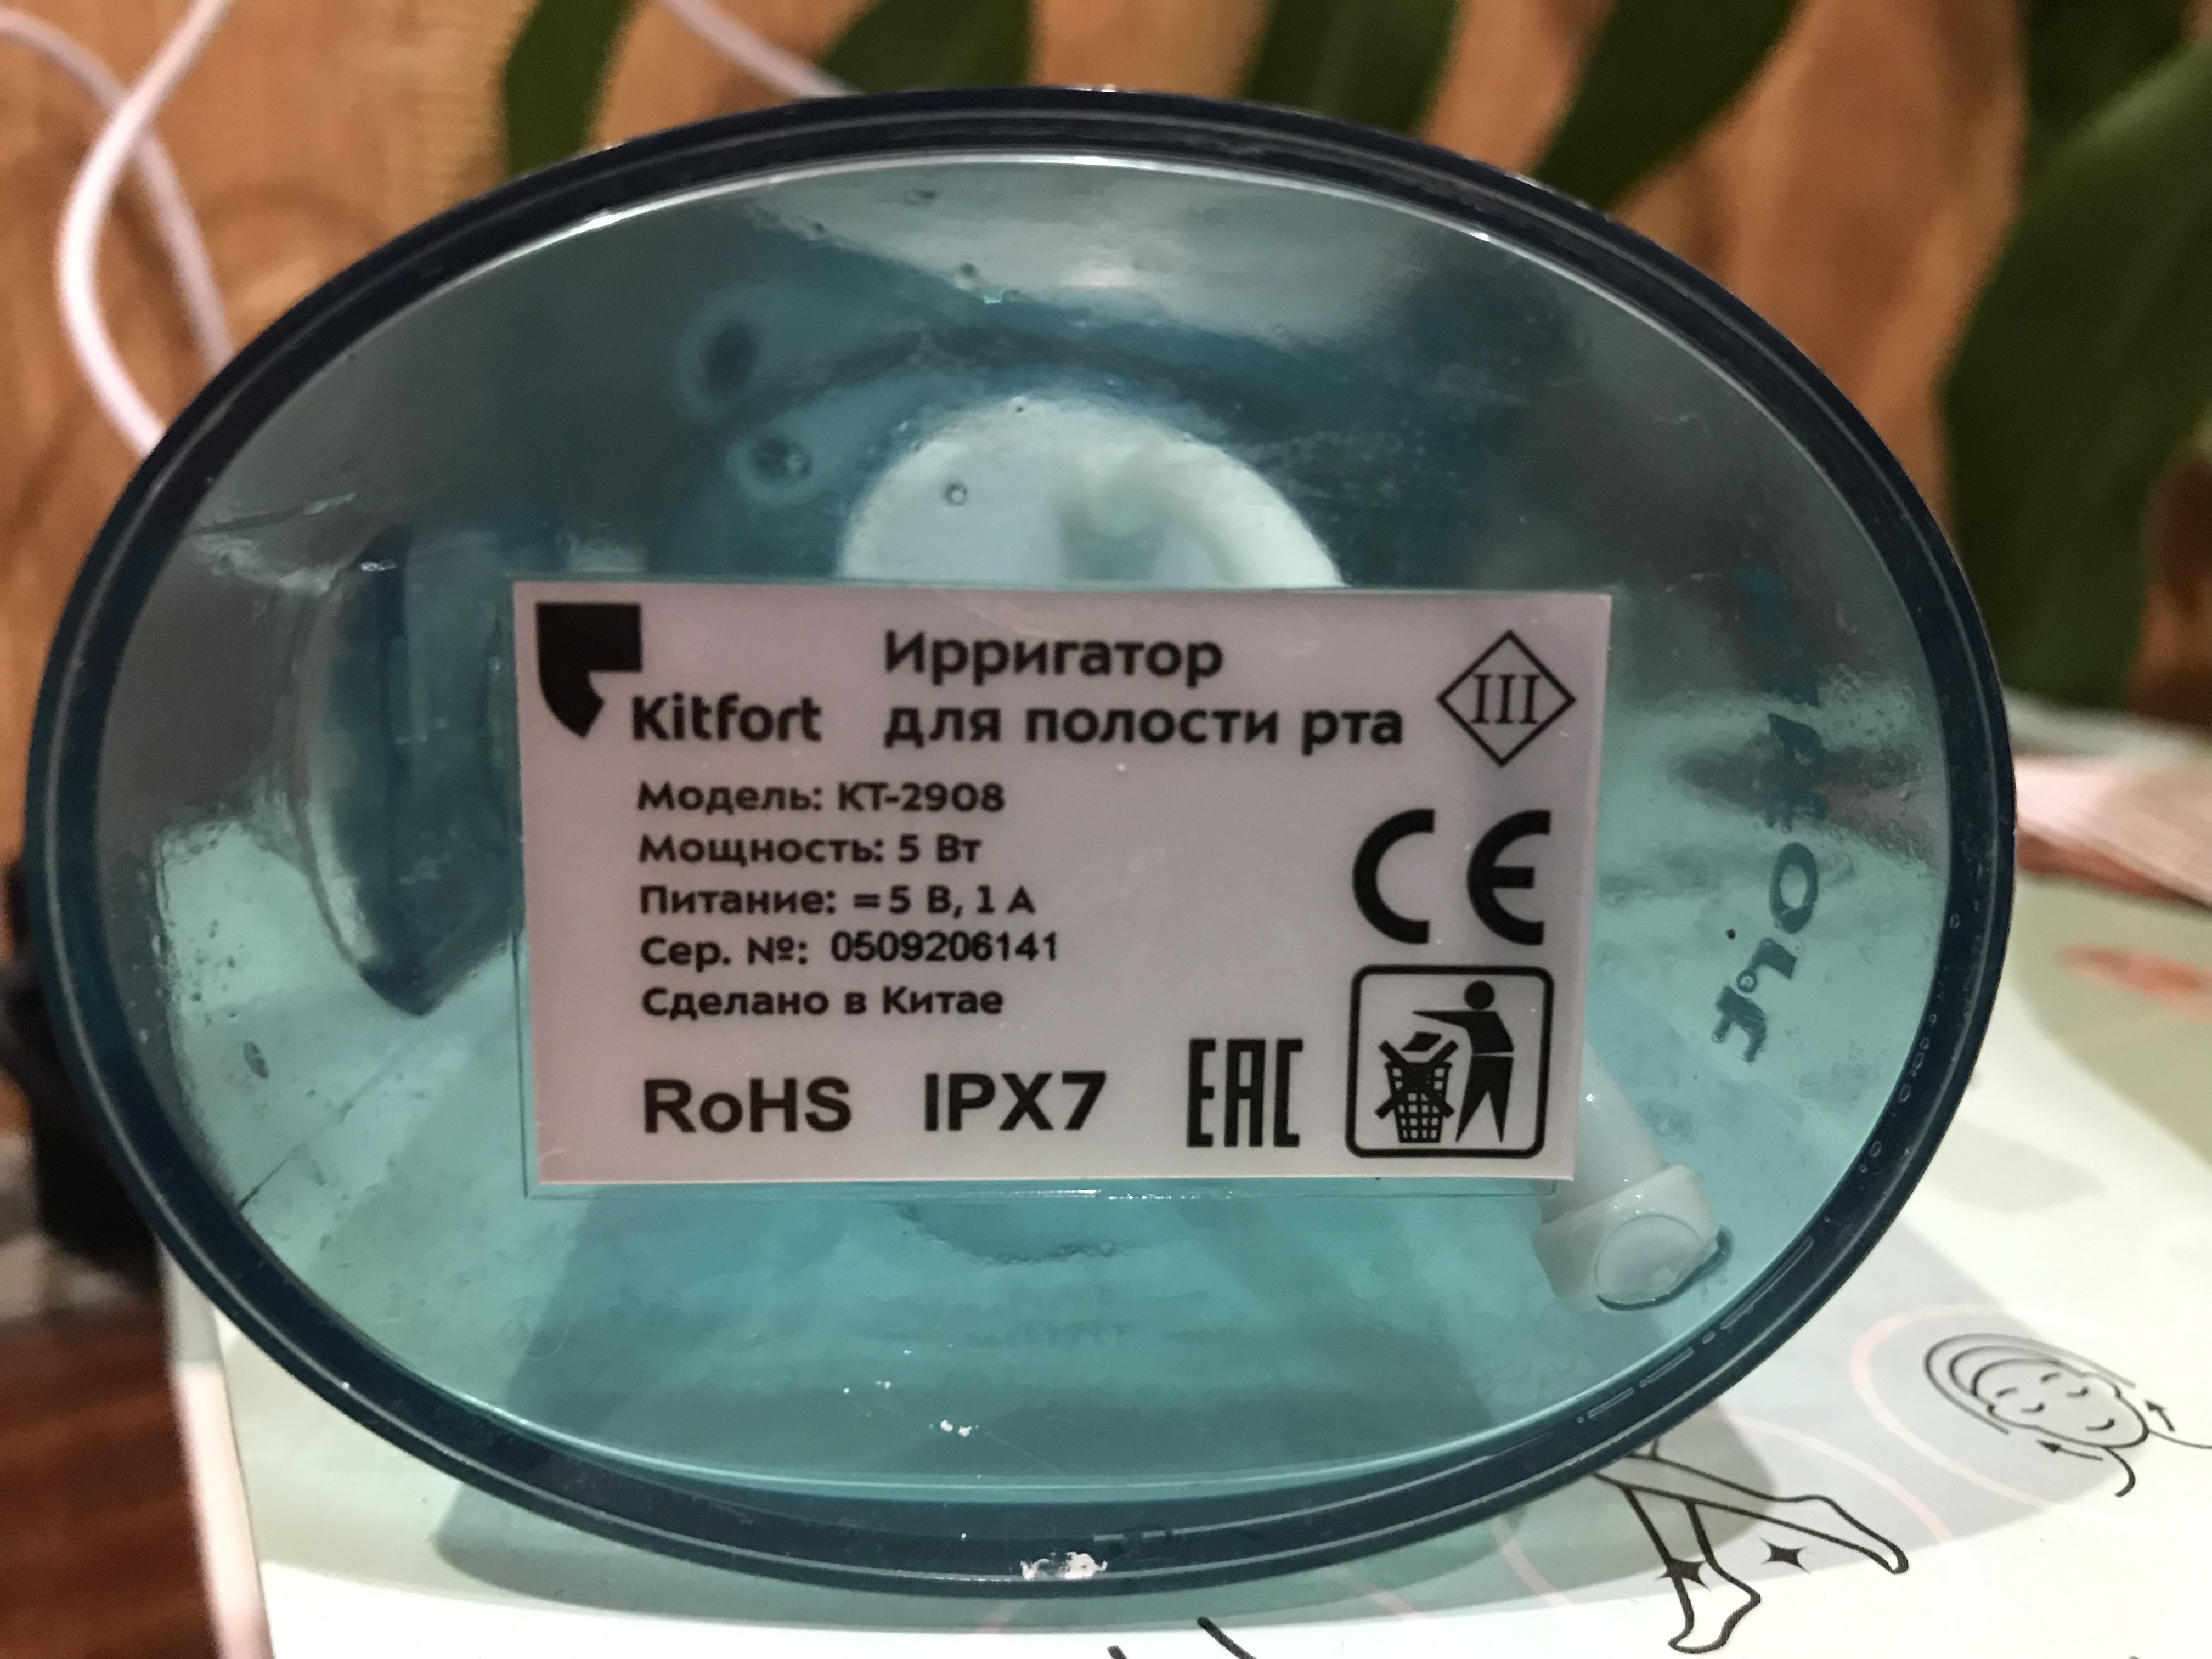 Kitfort
Ирригатор
для полости рта
III
Модель: КТ-2908
Мощность: 5 Вт
Питание: = 5 В, 1 А
Сер. №: 0509206141
Сделано в Китае
CE
RoHS IPX7 EAC